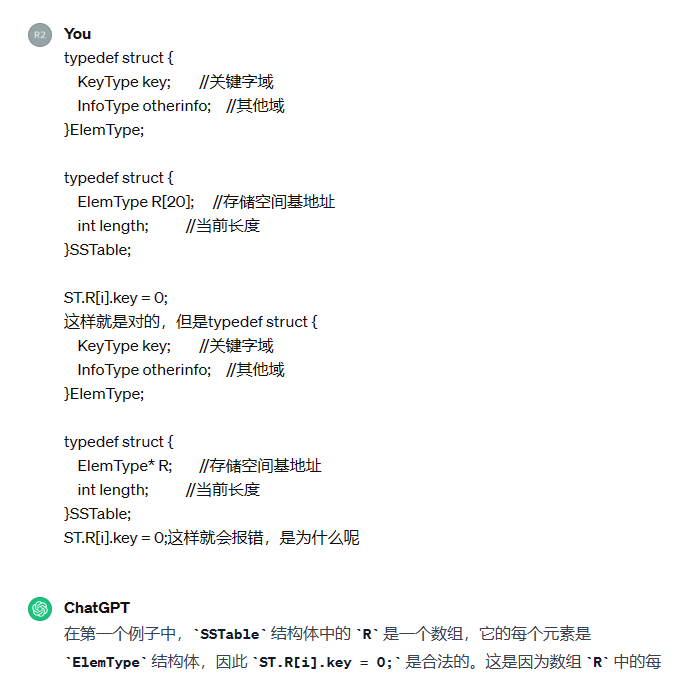 R2
You
typedef struct {
KeyType key; //关键字域
InfoType otherinfo; //其他域
}ElemType;
typedef struct {
ElemType R[20]; //存储空间基地址
int length; //当前长度
}SSTable;
ST.R[i].key = 0;
这样就是对的，但是typedef struct {
KeyType key; //关键字域
InfoType otherinfo; //其他域
}ElemType;
typedef struct {
ElemType* R; //存储空间基地址
int length; //当前长度
}SSTable;
ST.R[i].key = 0;这样就会报错，是为什么呢
ChatGPT
在第一个例子中，`SSTable` 结构体中的 `R` 是一个数组，它的每个元素是
`ElemType` 结构体，因此 `ST.R[i].key = 0;` 是合法的。这是因为数组 `R` 中的每